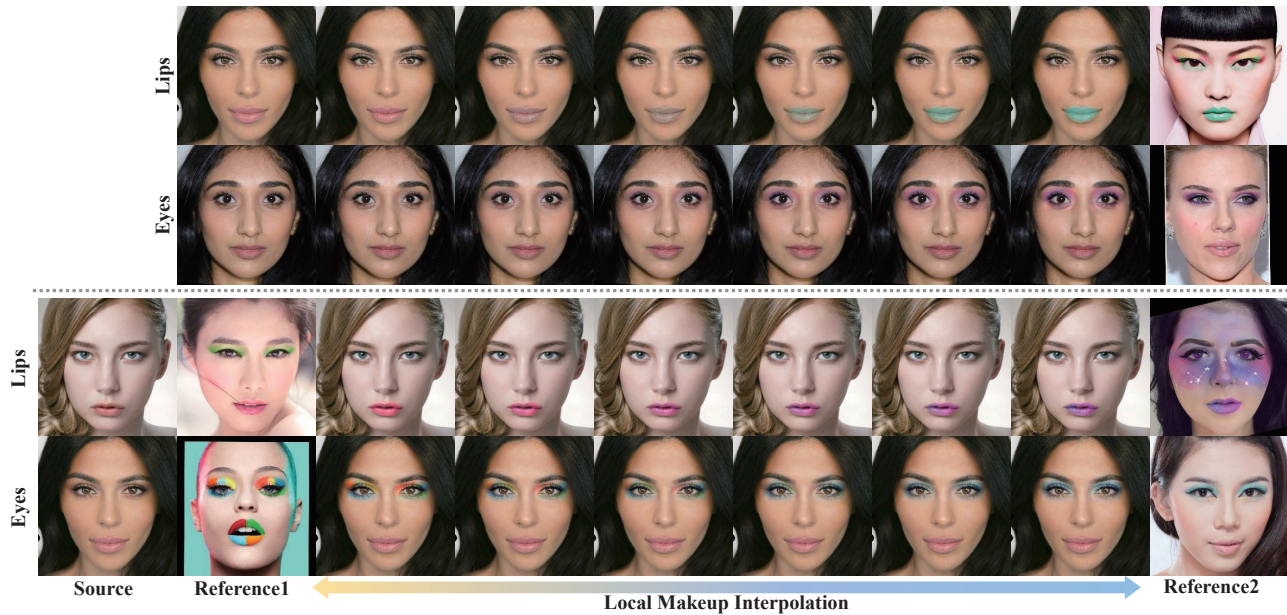 Lips
Eyes
Lips
Eyes
Source
Reference1
Local Makeup Interpolation
Reference2